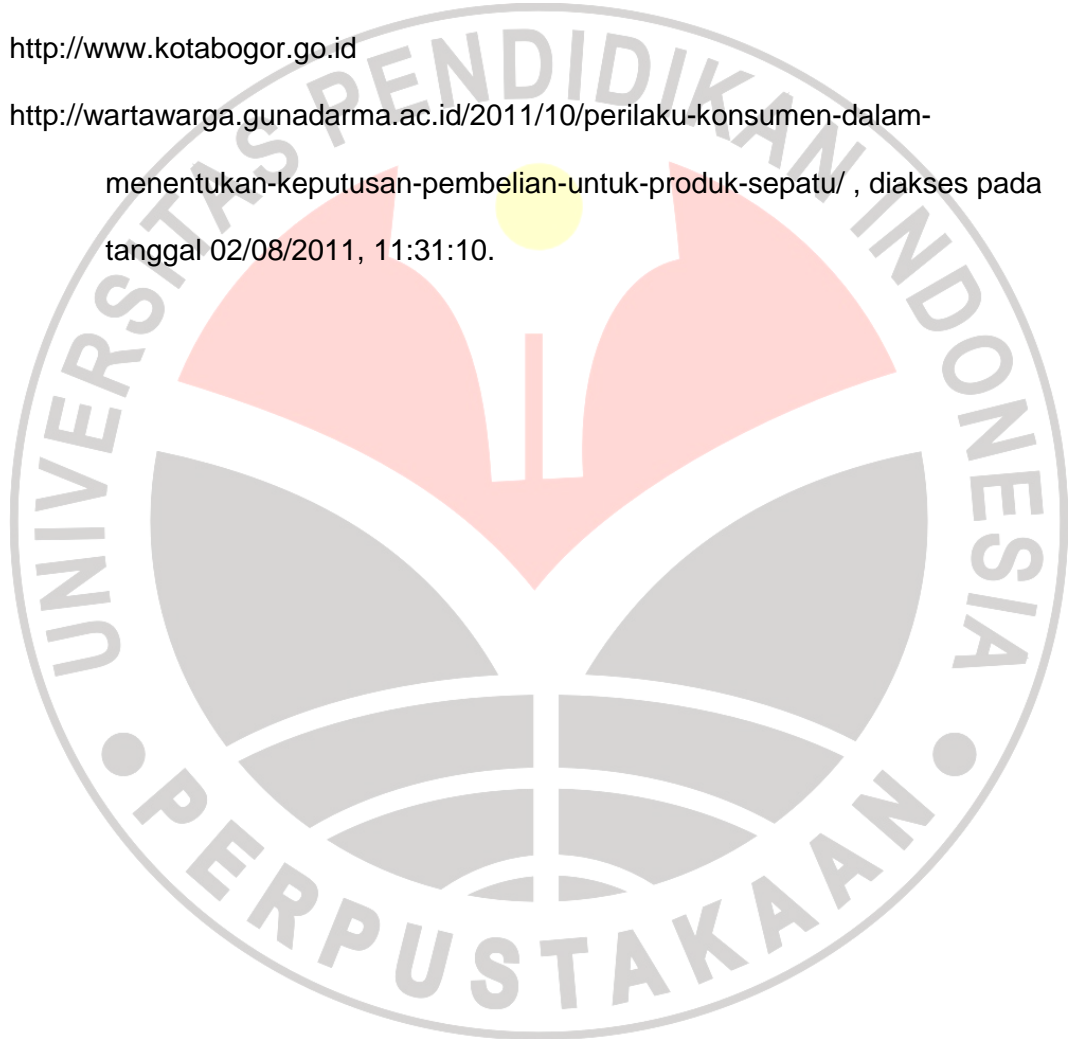 http://www.kotabogor.go.id
http://wartawarga.gunadarma.ac.id/2011/10/perilaku-konsumen-dalam-
menentukan-keputusan-pembelian-untuk-produk-sepatu/ , diakses pada
tanggal 02/08/2011, 11:31:10.
UNIVERSITAS PENDIDIKAN INDONESIA
PERPUSTAKAAN